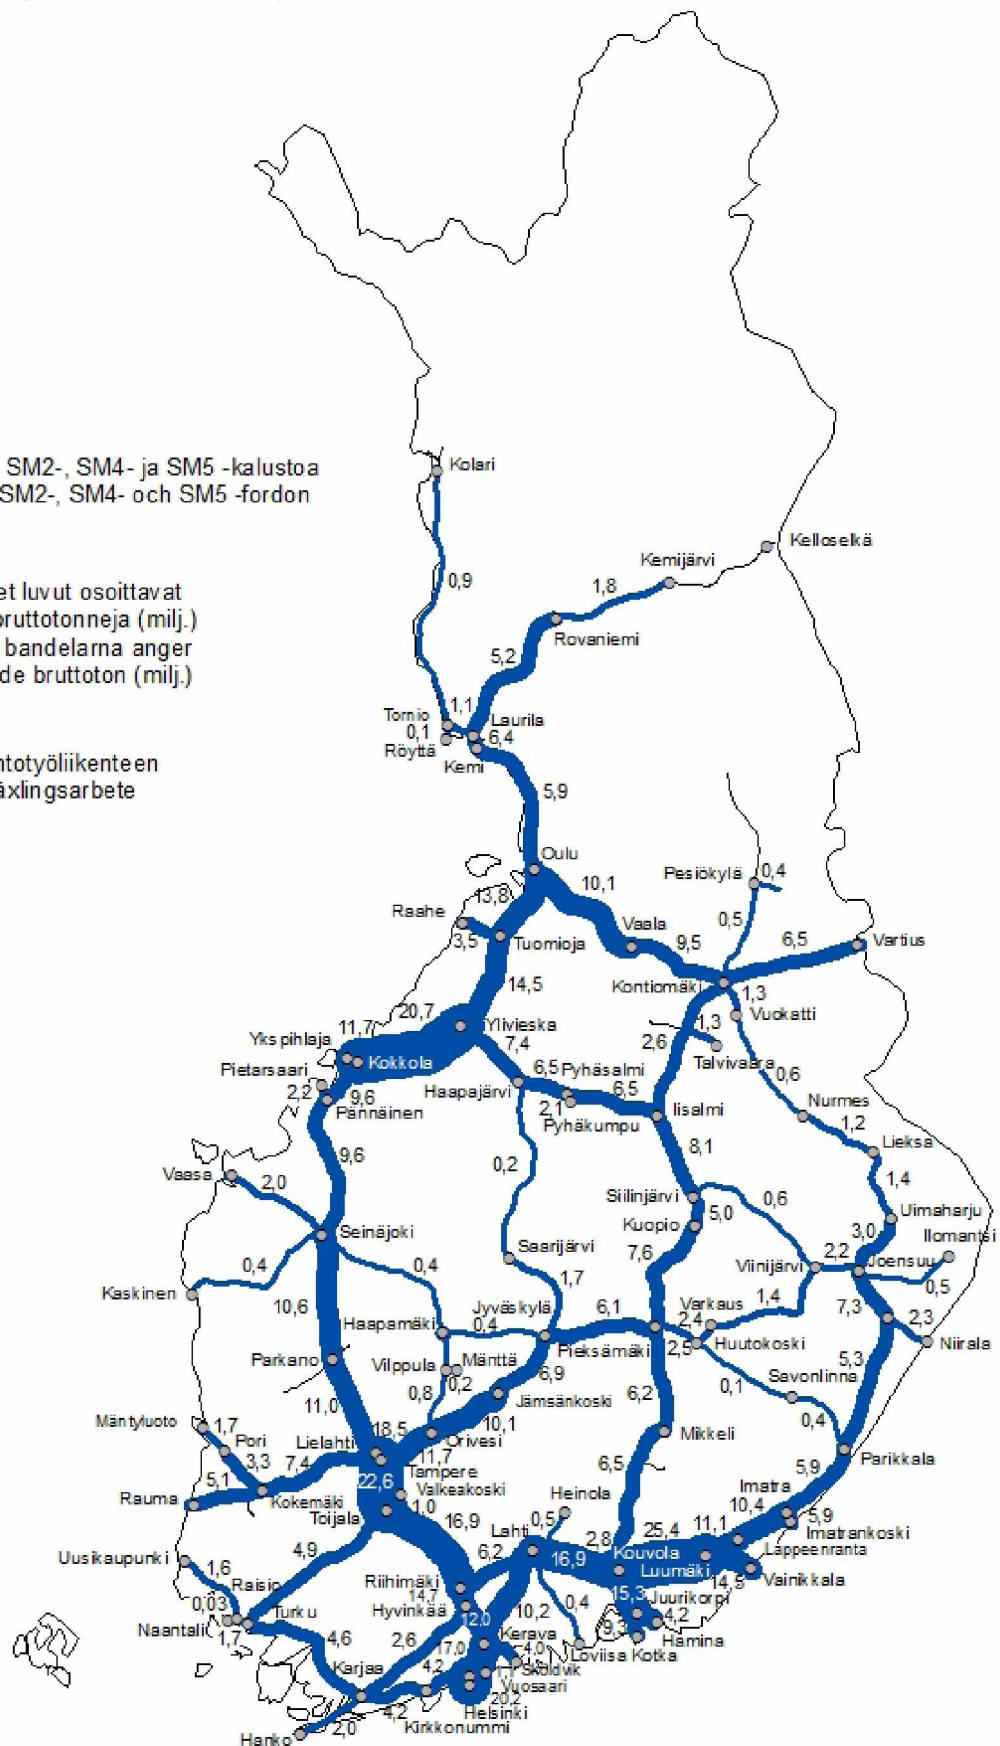 Kolari
SM2-, SM4- ja SM5 -kalustoa
SM2-, SM4- och SM5 -fordon
Kelloselkä
Kemijärvi
et luvut osoittavat
0,9
1,8
bruttotonneja (milj.)
bandelarna anger
Rovaniemi
de bruttoton (milj.)
5,2
1,1
Tornio
Laurila
0,1
6,4
Röyttä
Kemi
ntotyöliikenteen
äxlingsarbete
5,9
Oulu
10,1
Pesiökylä
0,4
13,8
Raahe
0,5
Vaala
3,5
Tuomioja
9,5
6,5
Vartius
14,5
Kontiomäki
1,3
20,7
Vuokatti
11,7
Ylivieska
1,3
Ykspihlaja
7,4
2,6
Talvivaara
Kokkola
6,5
Pyhäsalmi
Pietarsaari
0,6
2,2
9,6
Haapajärvi
6,5
Pännäinen
2,1
Pyhäkumpu
Iisalmi
Nurmes
1,2
8,1
Lieksa
9,6
0,2
Vaasa
2,0
1,4
Siilinjärvi
0,6
Kuopio
5,0
Uimaharju
Seinäjoki
3,0
Ilomantsi
7,6
2,2
0,4
0,4
Saarijärvi
Viinijärvi
Joensuu
0,5
Kaskinen
1,7
10,6
Jyväskylä
6,1
Varkaus
1,4
7,3
2,3
Haapamäki
0,4
2,4
Huutokoski
Niirala
Parkano
Vilppula
Mänttä
Pieksämäki
2,5
5,3
0,8
0,2
6,9
6,2
0,1
Savonlinna
11,0
Jämsänkoski
0,4
Mäntyluoto
1,7
10,1
Pori
18,5
Orivesi
Mikkeli
Lielahti
11,7
Parikkala
3,3
7,4
6,5
5,9
5,1
22,6
Tampere
Imatra
Rauma
Valkeakoski
Heinola
Kokemäki
1,0
10,4
5,9
Toijala
16,9
0,5
25,4
11,1
Imatrankoski
Lahti
2,8
Lappeenranta
4,9
6,2
16,9
Kouvola
Uusikaupunki
Luumäki
14,5
Vainikkala
1,6
Riihimäki
15,3
Raisio
14,7
Juurikorpi
0,03
Hyvinkää
10,2
0,4
Turku
12,0
4,2
Naantali
9,3
1,7
2,6
Kerava
Hamina
4,6
17,0
4,0
Loviisa
Kotka
Karjaa
4,2
1,1
Sköldvik
Vuosaari
20,2
4,2
Helsinki
2,0
Kirkkonummi
Hanko